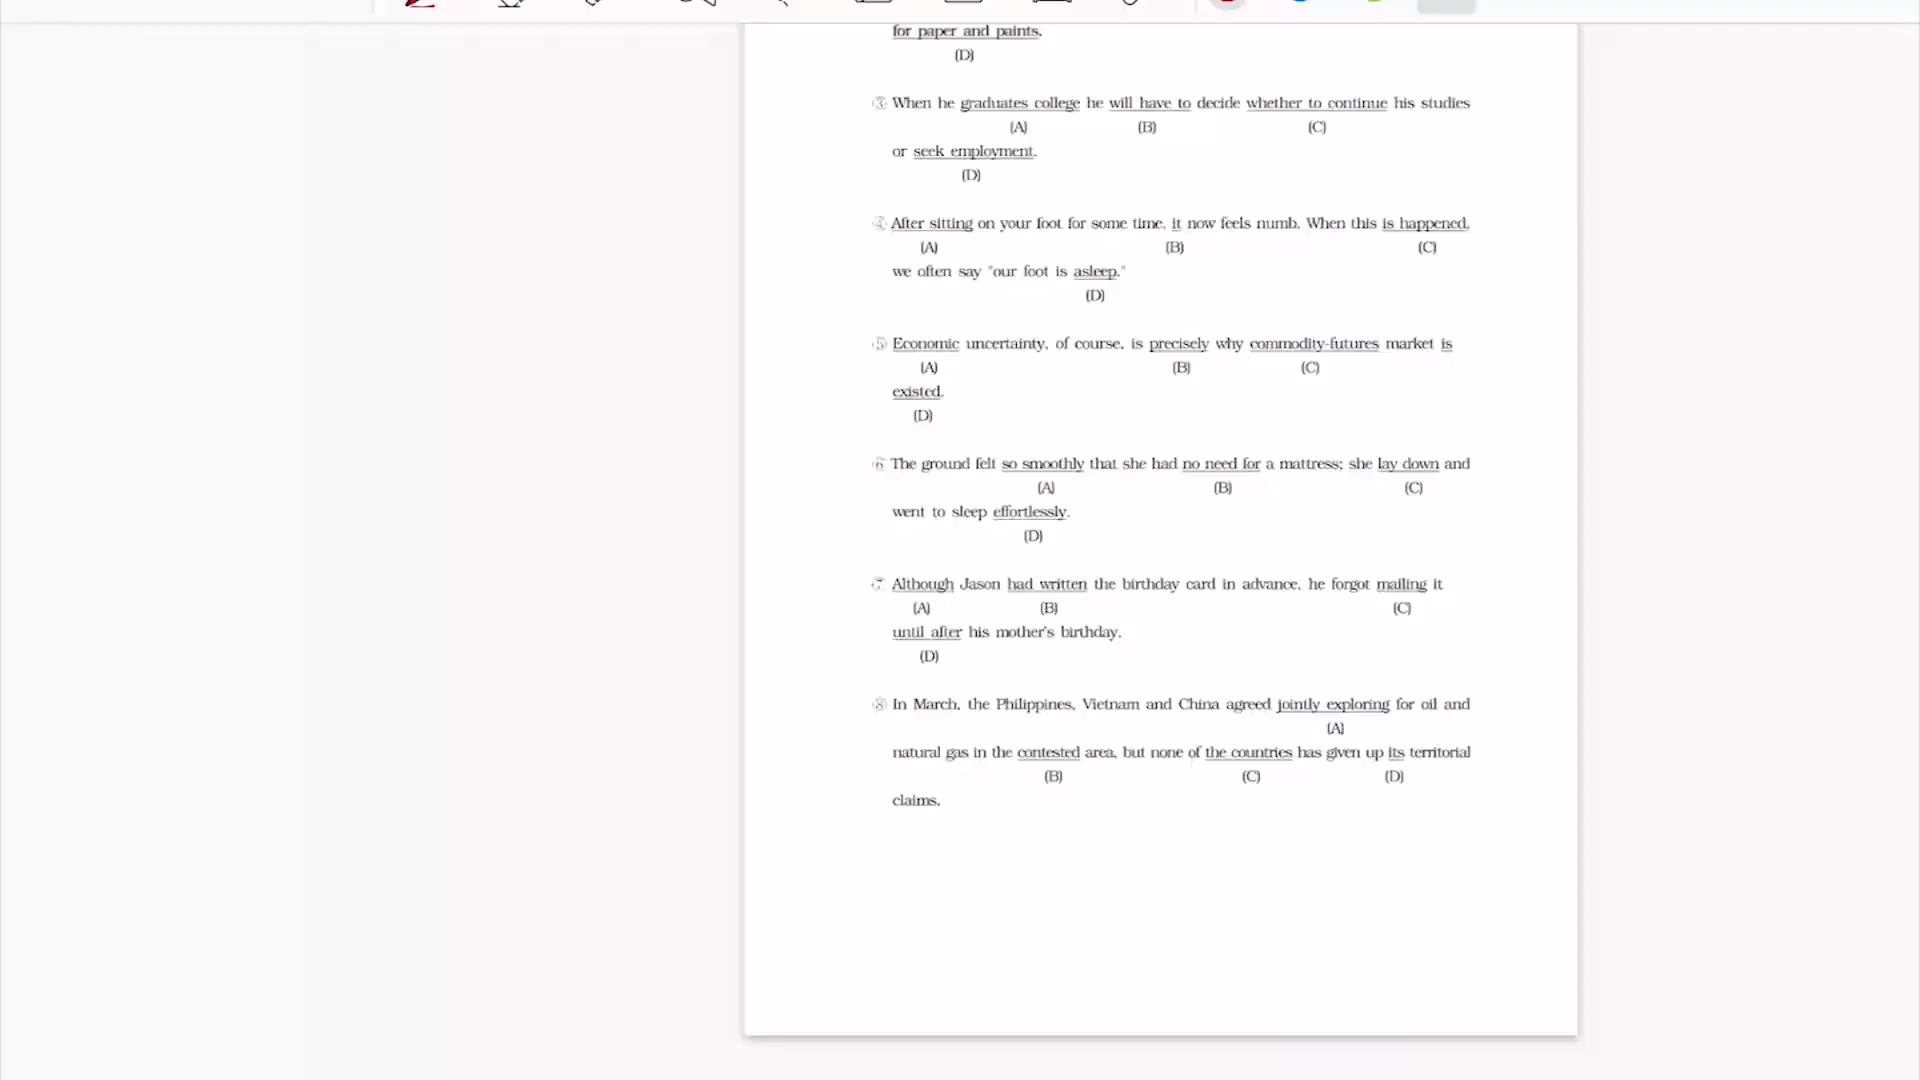 for paper and paints.
(D)
③ When he graduates college he will have to decide whether to continue his studies
(A) (B) (C)
or seek employment.
(D)
④ After sitting on your foot for some time, it now feels numb. When this is happened,
(A) (B) (C)
we often say "our foot is asleep."
(D)
⑤ Economic uncertainty, of course, is precisely why commodity-futures market is
(A) (B) (C)
existed.
(D)
⑥ The ground felt so smoothly that she had no need for a mattress; she lay down and
(A) (B) (C)
went to sleep effortlessly.
(D)
⑦ Although Jason had written the birthday card in advance, he forgot mailing it
(A) (B) (C)
until after his mother's birthday.
(D)
⑧ In March, the Philippines, Vietnam and China agreed jointly exploring for oil and
(A)
natural gas in the contested area, but none of the countries has given up its territorial
(B) (C) (D)
claims.